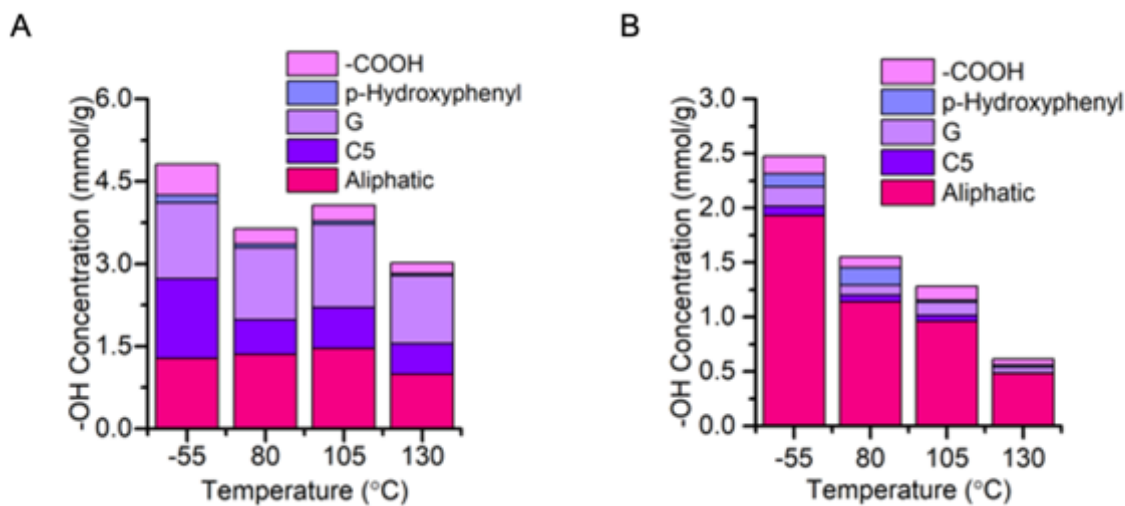 A
-COOH
p-Hydroxyphenyl
G
C5
Aliphatic
6.0
4.5
3.0
1.5
0.0
-OH Concentration (mmol/g)
-55 80 105 130
Temperature (°C)
B
-COOH
p-Hydroxyphenyl
G
C5
Aliphatic
3.0
2.5
2.0
1.5
1.0
0.5
0.0
-OH Concentration (mmol/g)
-55 80 105 130
Temperature (°C)